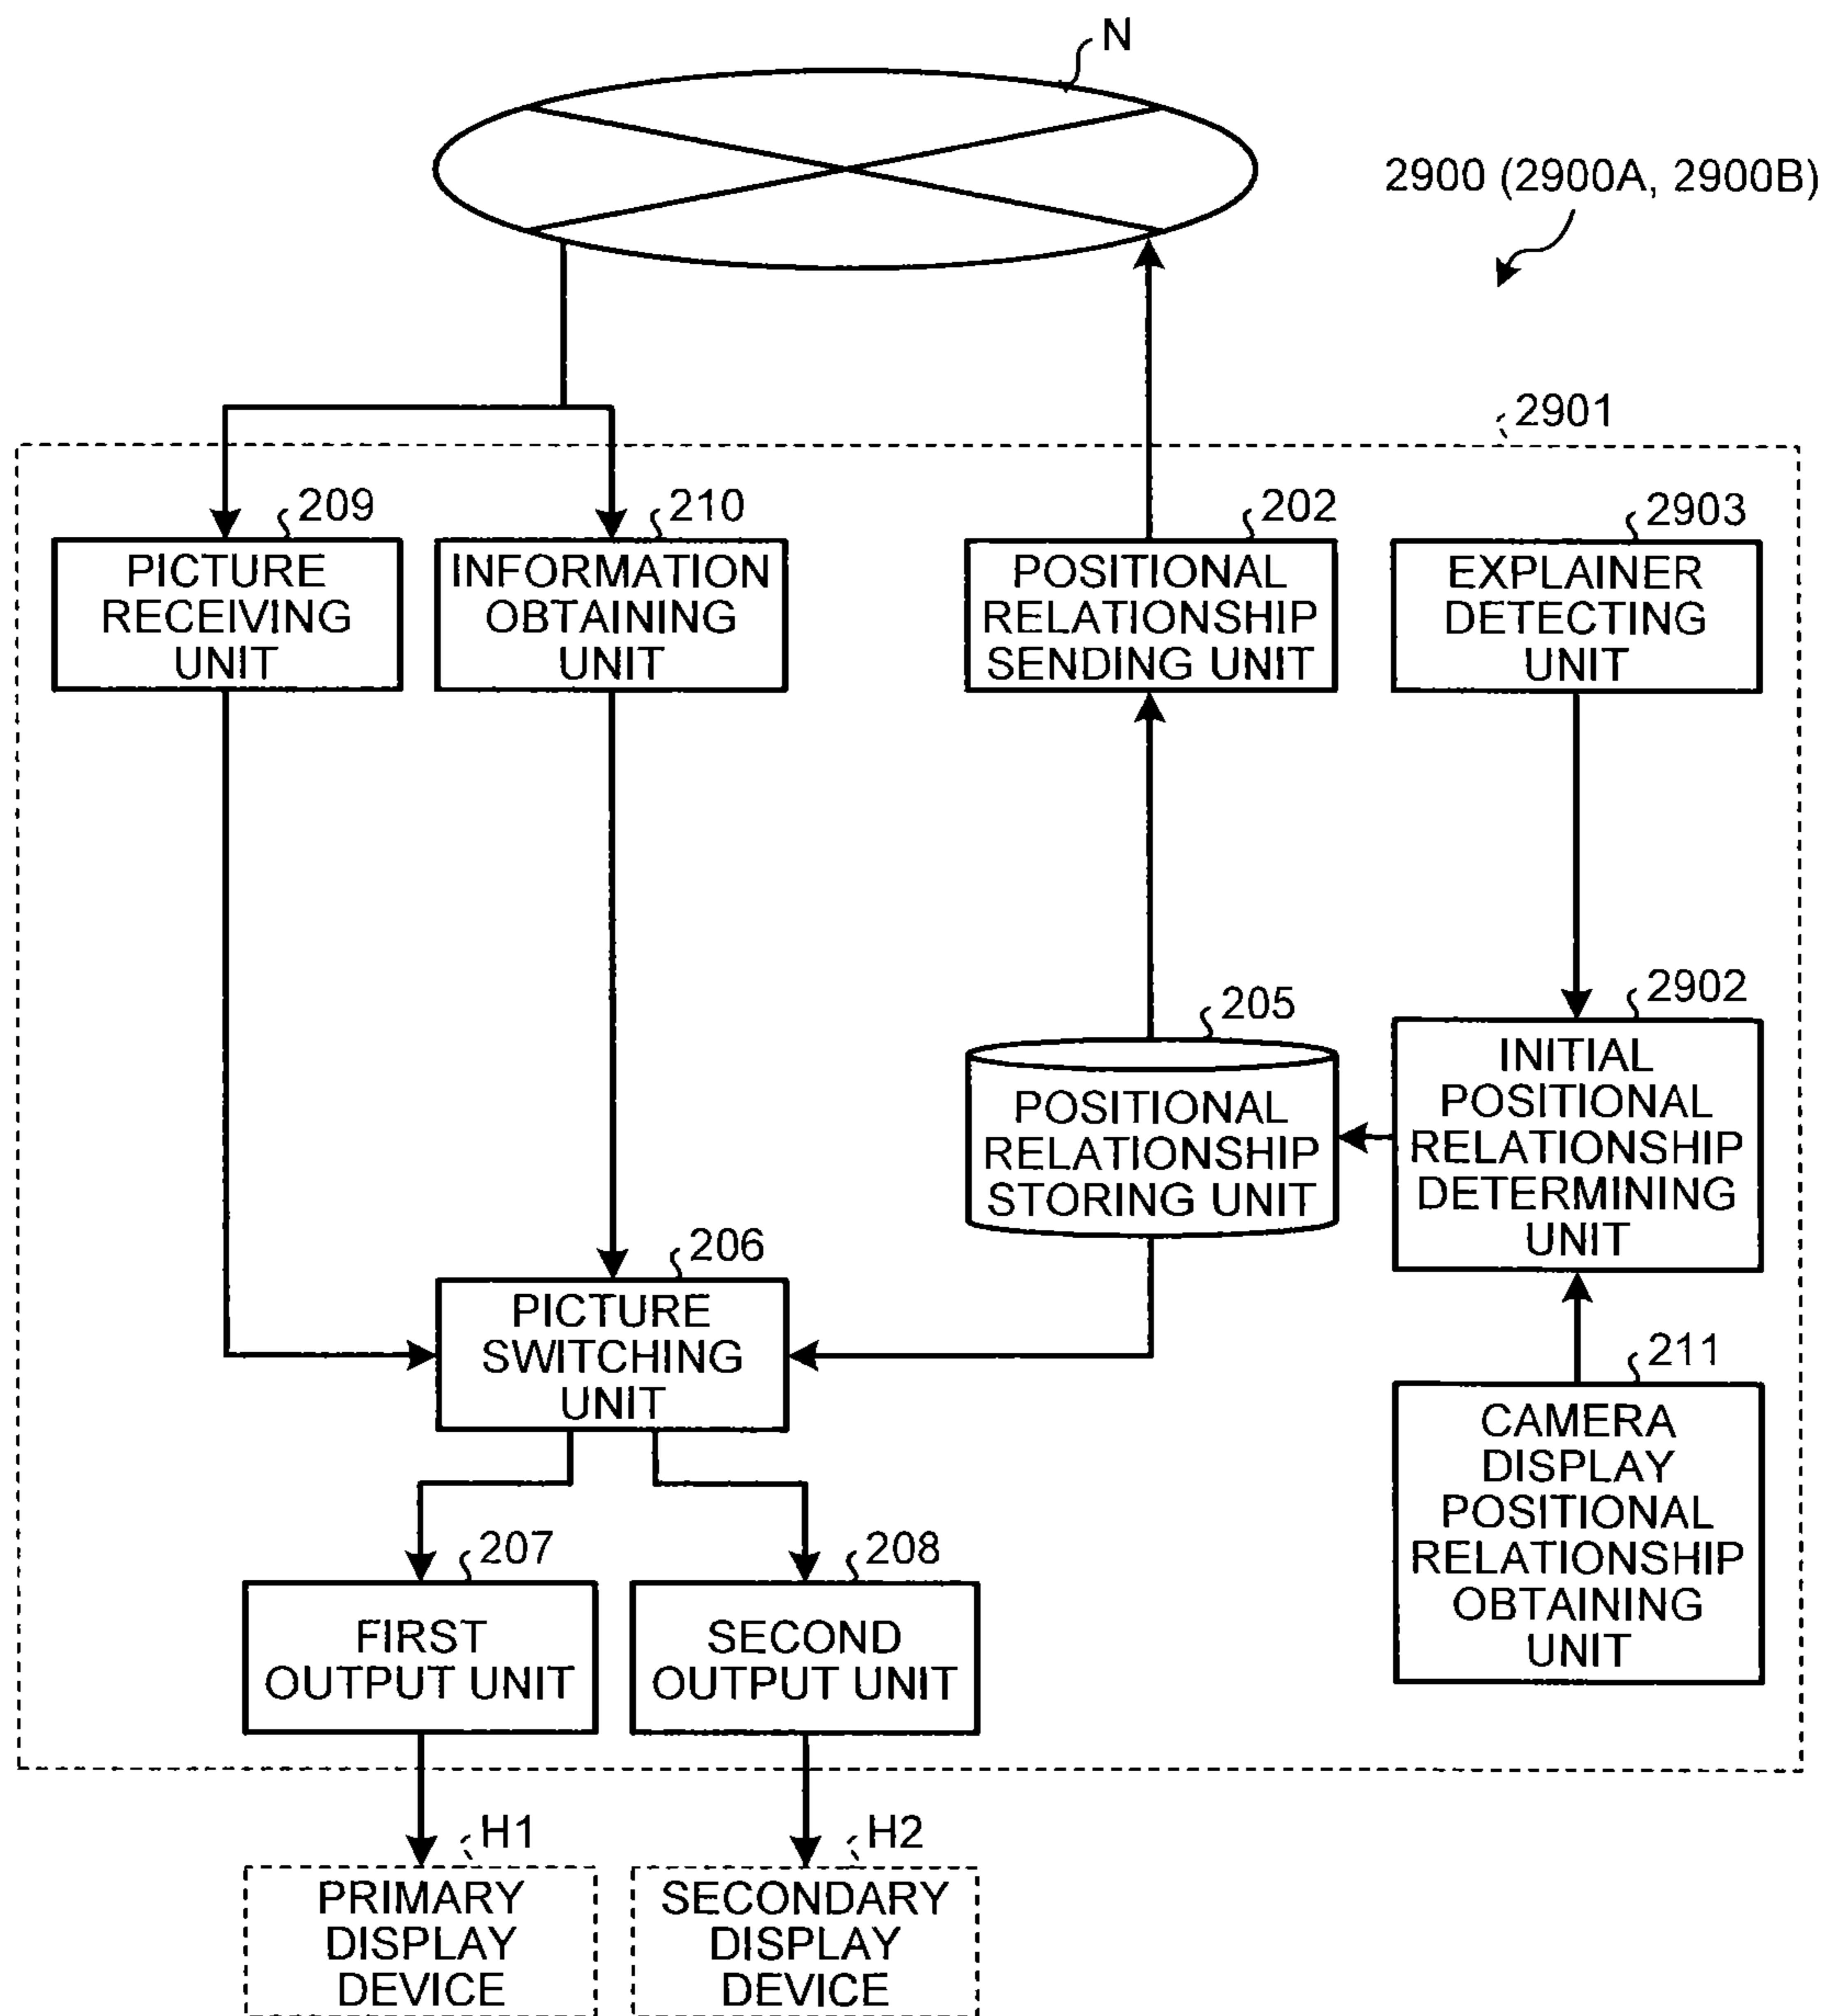 N
2900 (2900A, 2900B)
2901
209
PICTURE
RECEIVING
UNIT
210
INFORMATION
OBTAINING
UNIT
202
POSITIONAL
RELATIONSHIP
SENDING UNIT
2903
EXPLAINER
DETECTING
UNIT
205
POSITIONAL
RELATIONSHIP
STORING UNIT
2902
INITIAL
POSITIONAL
RELATIONSHIP
DETERMINING
UNIT
206
PICTURE
SWITCHING
UNIT
211
CAMERA
DISPLAY
POSITIONAL
RELATIONSHIP
OBTAINING
UNIT
207
FIRST
OUTPUT UNIT
208
SECOND
OUTPUT UNIT
H1
PRIMARY
DISPLAY
DEVICE
H2
SECONDARY
DISPLAY
DEVICE